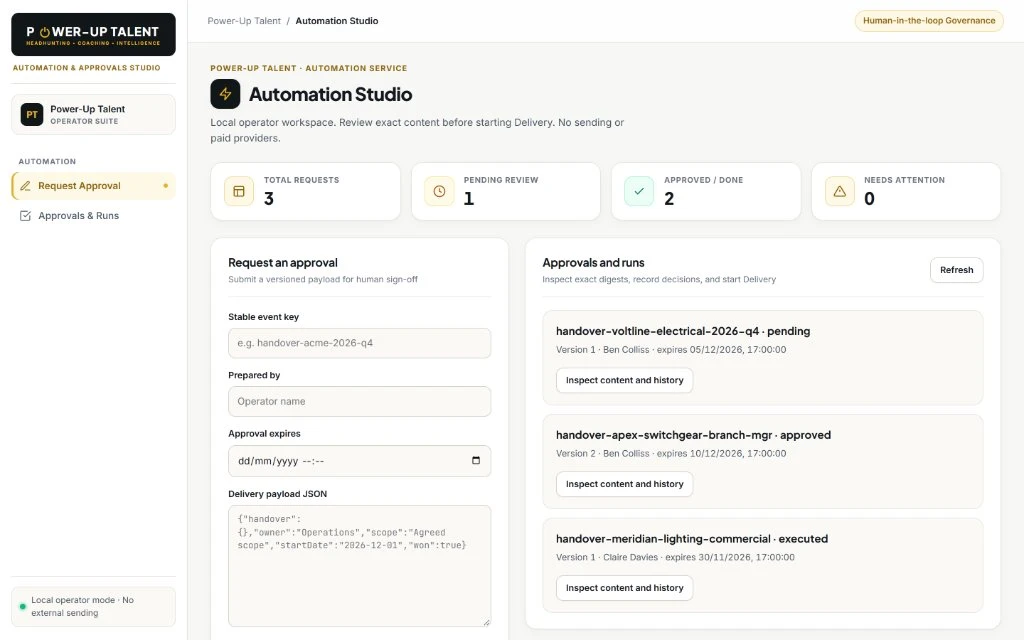 P WER-UP TALENT
HEADHUNTING • COACHING • INTELLIGENCE
AUTOMATION & APPROVALS STUDIO
PT
Power-Up Talent
OPERATOR SUITE
AUTOMATION
Request Approval
Approvals & Runs
Local operator mode · No
external sending
Power-Up Talent / Automation Studio
Human-in-the-loop Governance
POWER-UP TALENT · AUTOMATION SERVICE
Automation Studio
Local operator workspace. Review exact content before starting Delivery. No sending or
paid providers.
TOTAL REQUESTS
3
PENDING REVIEW
1
APPROVED / DONE
2
NEEDS ATTENTION
0
Request an approval
Submit a versioned payload for human sign-off
Stable event key
e.g. handover-acme-2026-q4
Prepared by
Operator name
Approval expires
dd/mm/yyyy --:--
Delivery payload JSON
{"handover":
{},"owner":"Operations","scope":"Agreed
scope","startDate":"2026-12-01","won":true}
Approvals and runs
Inspect exact digests, record decisions, and start Delivery
Refresh
handover-voltline-electrical-2026-q4 · pending
Version 1 · Ben Colliss · expires 05/12/2026, 17:00:00
Inspect content and history
handover-apex-switchgear-branch-mgr · approved
Version 2 · Ben Colliss · expires 10/12/2026, 17:00:00
Inspect content and history
handover-meridian-lighting-commercial · executed
Version 1 · Claire Davies · expires 30/11/2026, 17:00:00
Inspect content and history